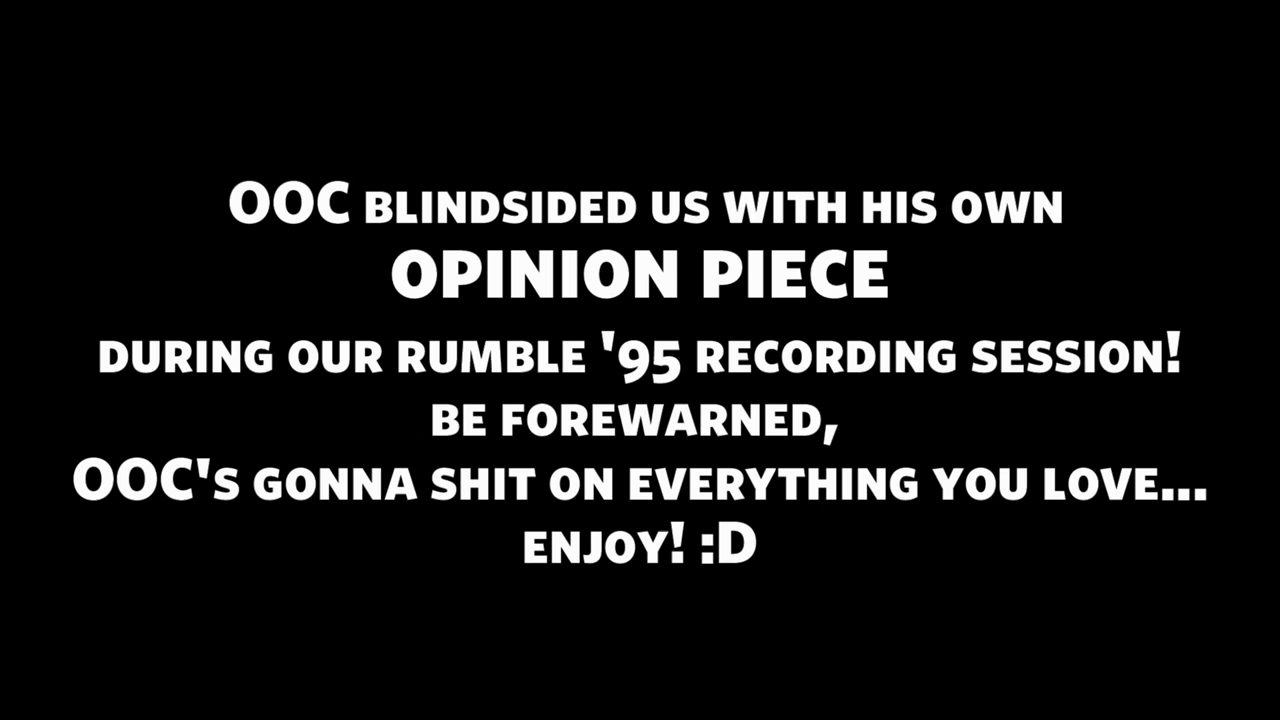 OOC BLINDSIDED US WITH HIS OWN
OPINION PIECE
DURING OUR RUMBLE '95 RECORDING SESSION!
BE FOREWARNED,
OOC'S GONNA SHIT ON EVERYTHING YOU LOVE...
ENJOY! :D